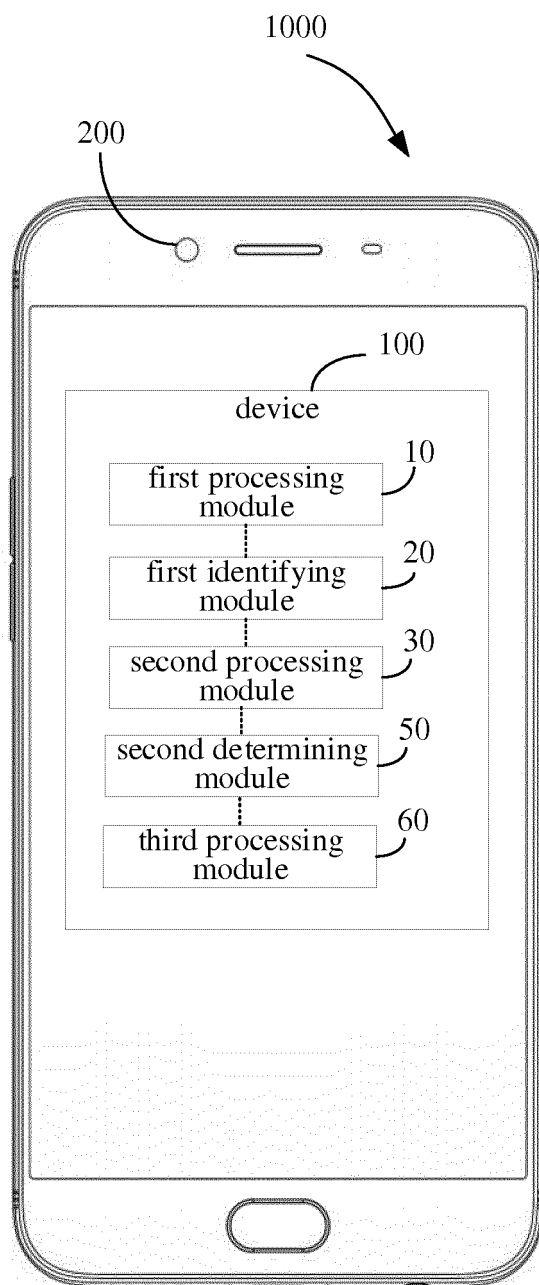 1000
200
100
device
10
first processing
module
20
first identifying
module
30
second processing
module
50
second determining
module
60
third processing
module